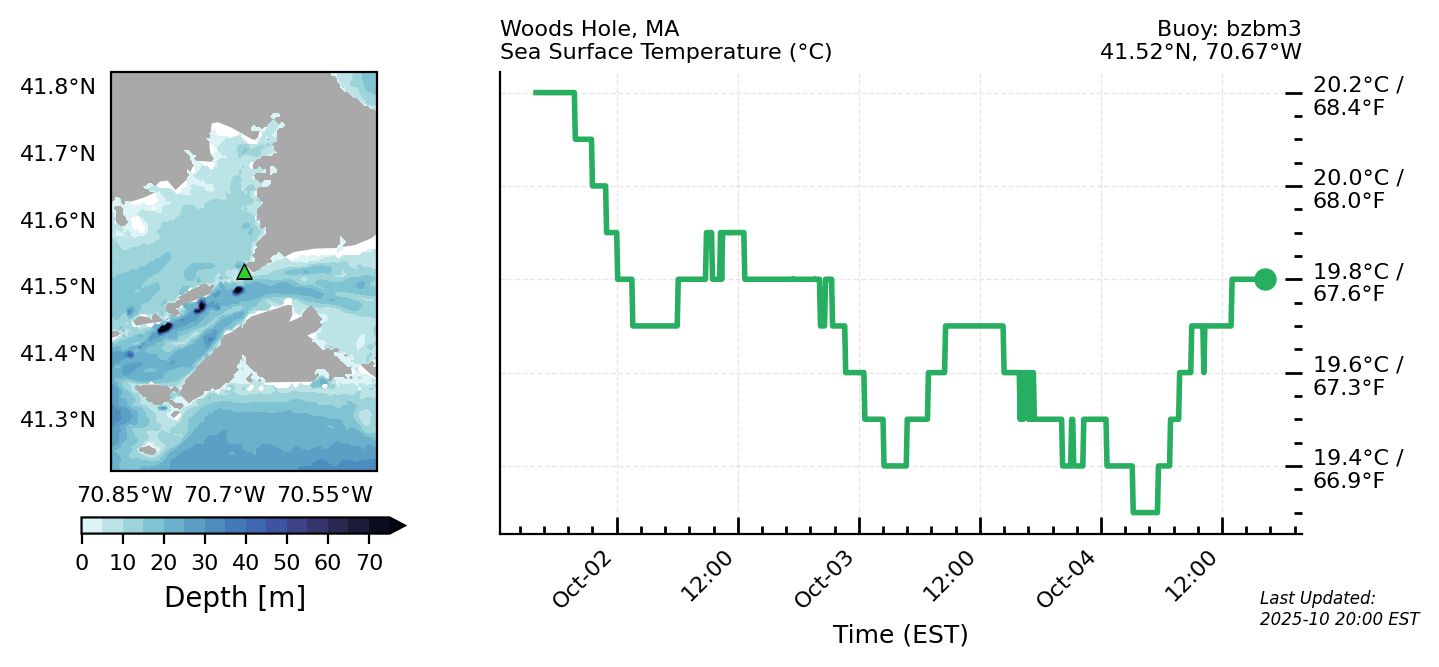 Woods Hole, MA
Sea Surface Temperature (°C)
Buoy: bzbm3
41.52°N, 70.67°W
41.8°N
41.7°N
41.6°N
41.5°N
41.4°N
41.3°N
70.85°W 70.7°W 70.55°W
0 10 20 30 40 50 60 70
Depth [m]
20.2°C /
68.4°F
20.0°C /
68.0°F
19.8°C /
67.6°F
19.6°C /
67.3°F
19.4°C /
66.9°F
Oct-02 12:00 Oct-03 12:00 Oct-04 12:00
Time (EST)
Last Updated:
2025-10 20:00 EST